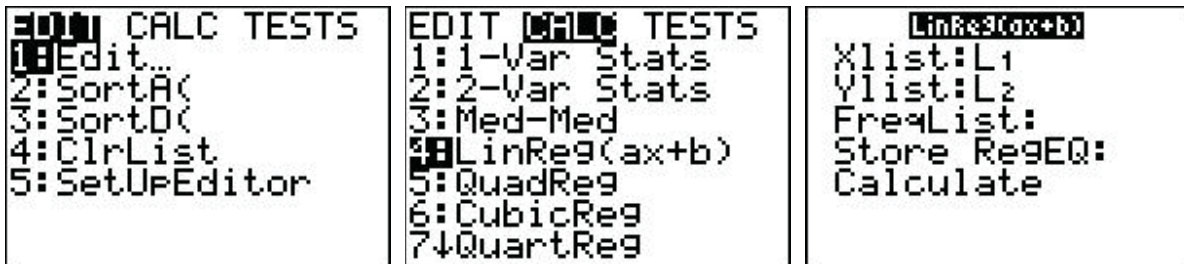 EDIT CALC TESTS
1:Edit…
2:SortA(
3:SortD(
4:ClrList
5:SetUpEditor
EDIT CALC TESTS
1:1-Var Stats
2:2-Var Stats
3:Med-Med
4:LinReg(ax+b)
5:QuadReg
6:CubicReg
7↓QuartReg
LinReg(ax+b)
Xlist:L₁
Ylist:L₂
FreqList:
Store RegEQ:
Calculate